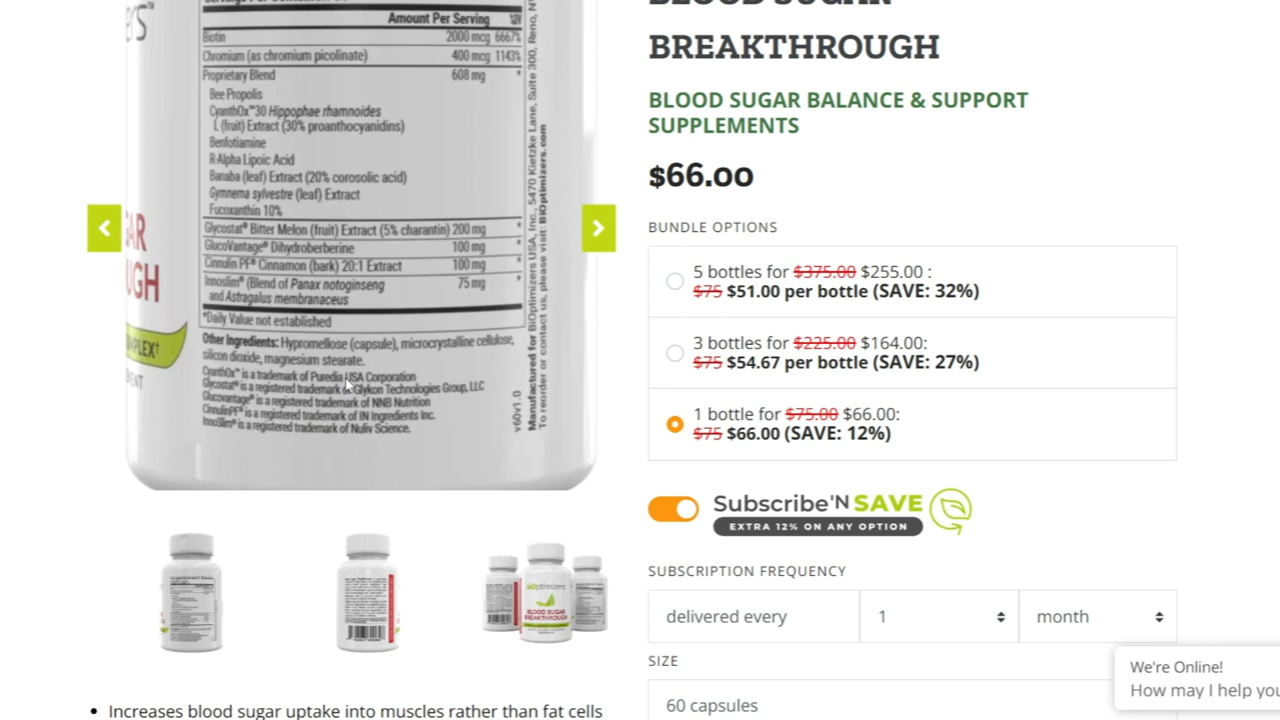 Amount Per Serving %DV
Biotin 2000 mcg 6667%
Chromium (as chromium picolinate) 400 mcg 1143%
Proprietary Blend 608 mg *
Bee Propolis
CyanthOx™30 Hippophae rhamnoides
L (fruit) Extract (30% proanthocyanidins)
Benfotiamine
R-Alpha Lipoic Acid
Banaba (leaf) Extract (20% corosolic acid)
Gymnema sylvestre (leaf) Extract
Fucoxanthin 10%
Glycostat® Bitter Melon (fruit) Extract (5% charantin) 200 mg *
GlucoVantage® Dihydroberberine 100 mg *
Cinnulin PF® Cinnamon (bark) 20:1 Extract 100 mg *
Innoslim® (Blend of Panax notoginseng 75 mg *
and Astragalus membranaceus
*Daily Value not established
Other Ingredients: Hypromellose (capsule), microcrystalline cellulose,
silicon dioxide, magnesium stearate.
CyanthOx™ is a trademark of Puredia USA Corporation
Glycostat® is a registered trademark of Glykon Technologies Group, LLC
Glucovantage® is a registered trademark of NNB Nutrition
CinnulinPF® is a registered trademark of IN Ingredients Inc.
InnoSlim® is a registered trademark of Nuliv Science.
v60v1.0
Manufactured for BiOptimizers USA, Inc., 5470 Kietzke Lane, Suite 300, Reno, NV
To reorder or contact us, please visit: BiOptimizers.com
BREAKTHROUGH
BLOOD SUGAR BALANCE & SUPPORT
SUPPLEMENTS
$66.00
BUNDLE OPTIONS
5 bottles for $375.00 $255.00 :
$75 $51.00 per bottle (SAVE: 32%)
3 bottles for $225.00 $164.00:
$75 $54.67 per bottle (SAVE: 27%)
1 bottle for $75.00 $66.00:
$75 $66.00 (SAVE: 12%)
Subscribe'N SAVE
EXTRA 12% ON ANY OPTION
SUBSCRIPTION FREQUENCY
delivered every 1 month
SIZE
60 capsules
We're Online!
How may I help you
BiOptimizers
BLOOD SUGAR
BREAKTHROUGH
• Increases blood sugar uptake into muscles rather than fat cells